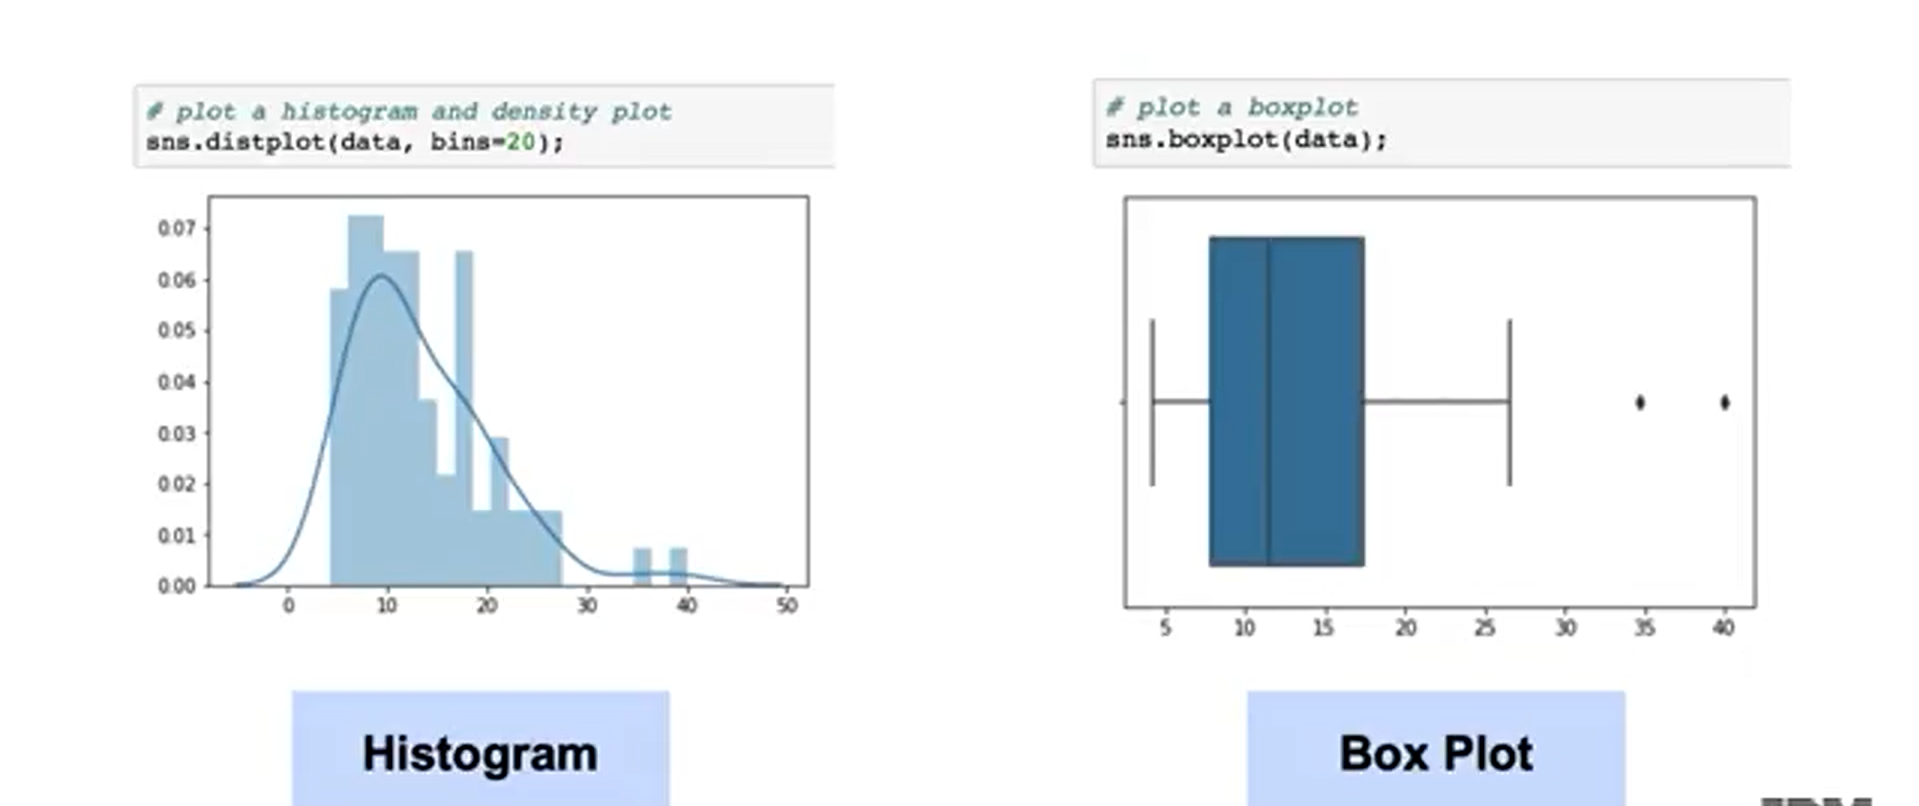 # plot a histogram and density plot
sns.distplot(data, bins=20);
0.07
0.06
0.05
0.04
0.03
0.02
0.01
0.00
0 10 20 30 40 50
Histogram
# plot a boxplot
sns.boxplot(data);
5 10 15 20 25 30 35 40
Box Plot